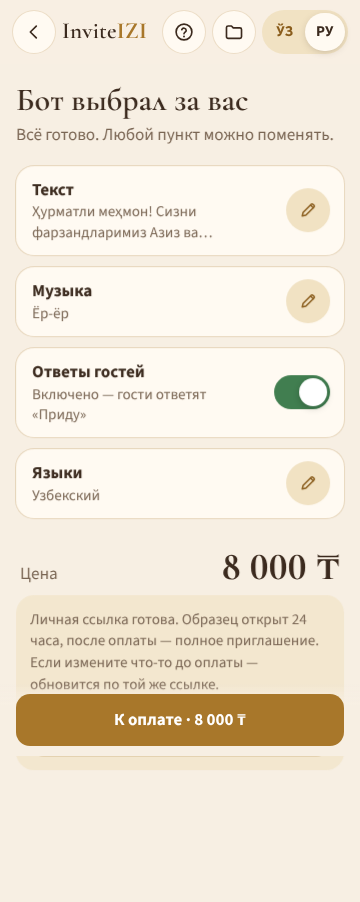 InviteIZI
ЎЗ
РУ
Бот выбрал за вас
Всё готово. Любой пункт можно поменять.
Текст
Ҳурматли меҳмон! Сизни
фарзандларимиз Азиз ва…
Музыка
Ёр-ёр
Ответы гостей
Включено — гости ответят
«Приду»
Языки
Узбекский
Цена
8 000 ₸
Личная ссылка готова. Образец открыт 24
часа, после оплаты — полное приглашение.
Если измените что-то до оплаты —
обновится по той же ссылке.
К оплате · 8 000 ₸